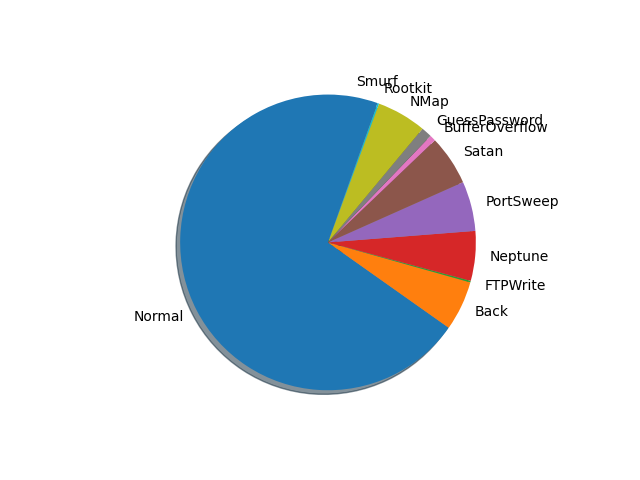 Smurf
Rootkit
NMap
GuessPassword
BufferOverflow
Satan
PortSweep
Neptune
FTPWrite
Back
Normal